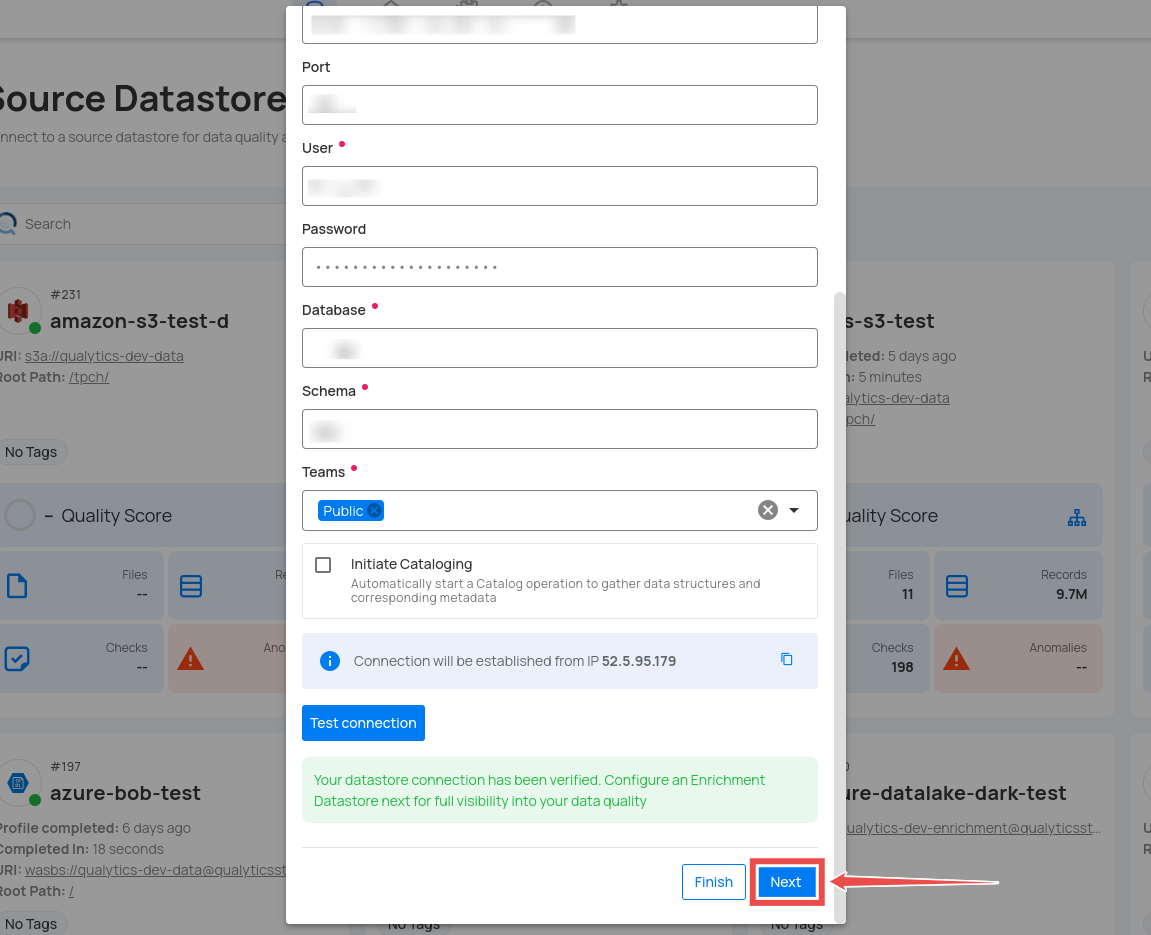 Source Datastore
nnect to a source datastore for data quality a
Search
#231
amazon-s3-test-d
URI: s3a://qualytics-dev-data
Root Path: /tpch/
No Tags
– Quality Score
Files
--
Re
Checks
--
Ano
#197
azure-bob-test
Profile completed: 6 days ago
Completed In: 18 seconds
URI: wasbs://qualytics-dev-data@qualyticsst
Root Path: /
No Tags
Port
User
Password
Database
Schema
Teams
Public
Initiate Cataloging
Automatically start a Catalog operation to gather data structures and
corresponding metadata
Connection will be established from IP 52.5.95.179
Test connection
Your datastore connection has been verified. Configure an Enrichment
Datastore next for full visibility into your data quality
Finish
Next
No Tags
s-s3-test
leted: 5 days ago
n: 5 minutes
alytics-dev-data
pch/
uality Score
Files
11
Records
9.7M
Checks
198
Anomalies
--
ure-datalake-dark-test
ualytics-dev-enrichment@qualyticsst...
No Tags